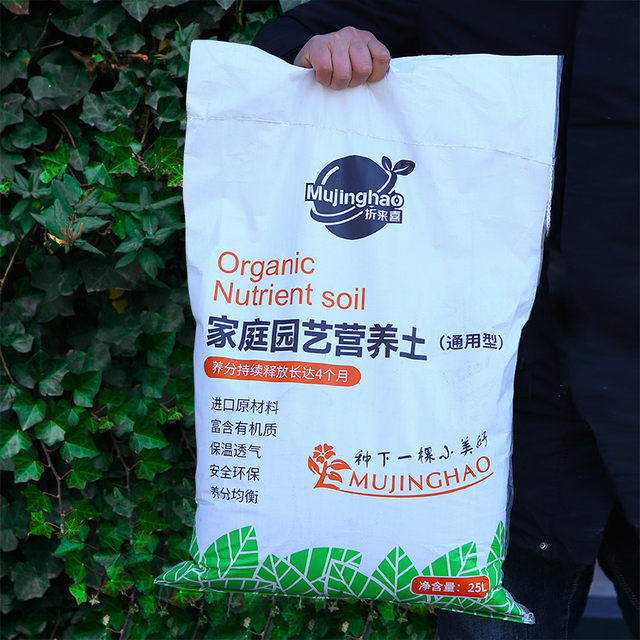 Mujinghao
折来喜
Organic
Nutrient soil
家庭园艺营养土（通用型）
养分持续释放长达4个月
进口原材料
富含有机质
保温透气
安全环保
养分均衡
种下一棵小美好
MUJINGHAO
净含量：25L